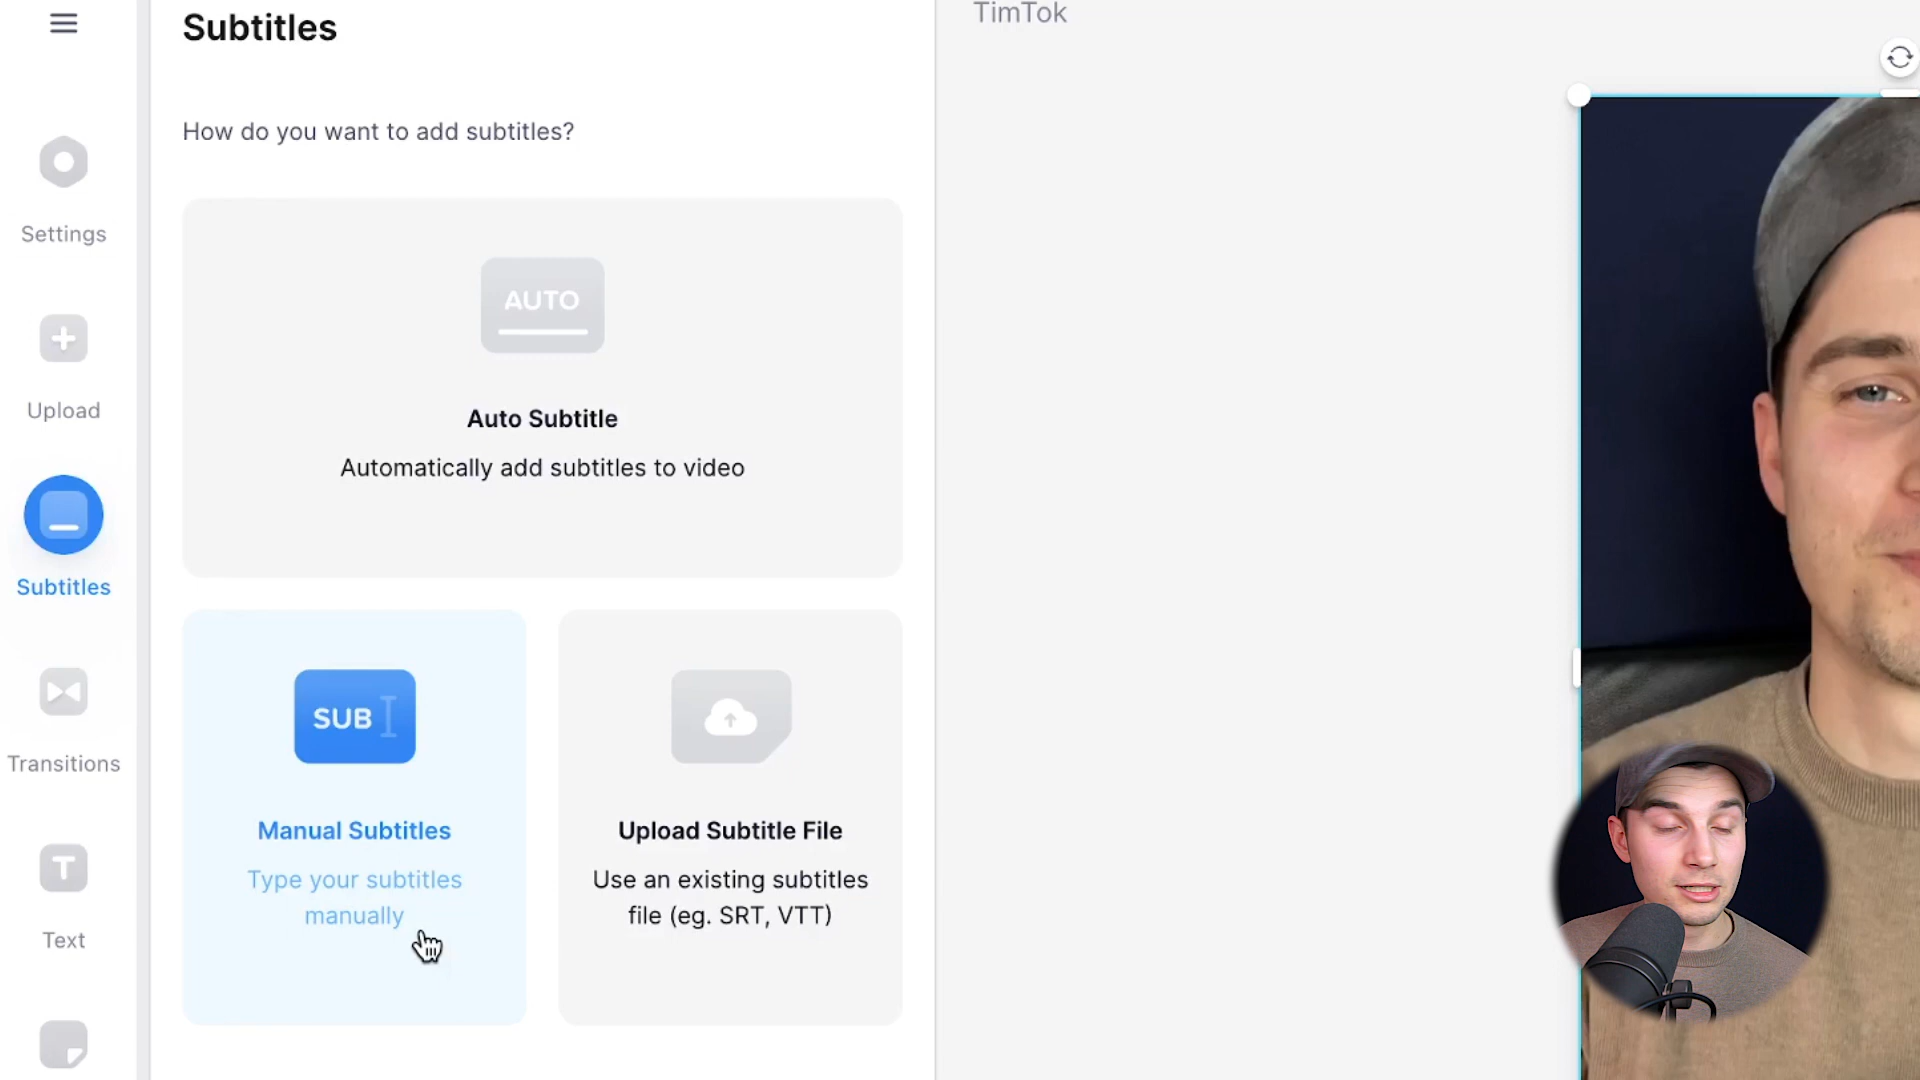 Subtitles
TimTok
How do you want to add subtitles?
Settings
AUTO
Upload
Auto Subtitle
Automatically add subtitles to video
Subtitles
SUB
Transitions
Manual Subtitles
Type your subtitles
manually
Upload Subtitle File
Use an existing subtitles
file (eg. SRT, VTT)
T
Text